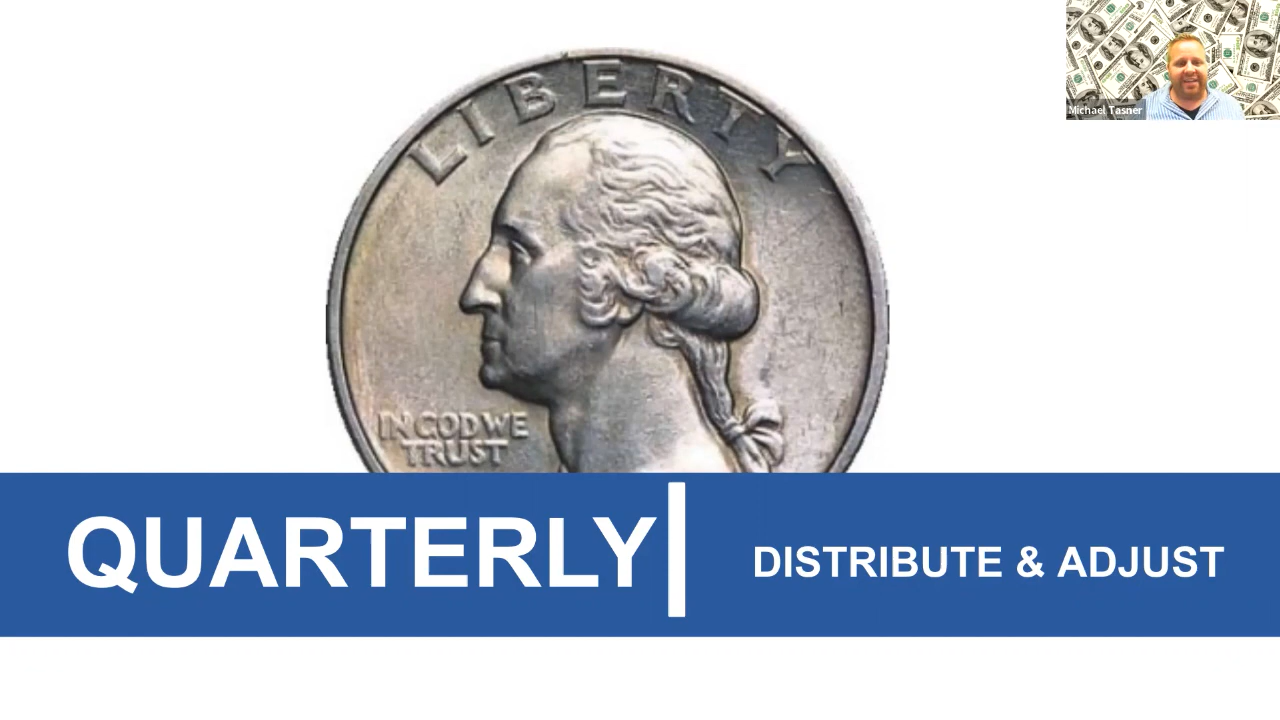 LIBERTY
Michael Tasner
IN GOD WE
TRUST
QUARTERLY
DISTRIBUTE & ADJUST